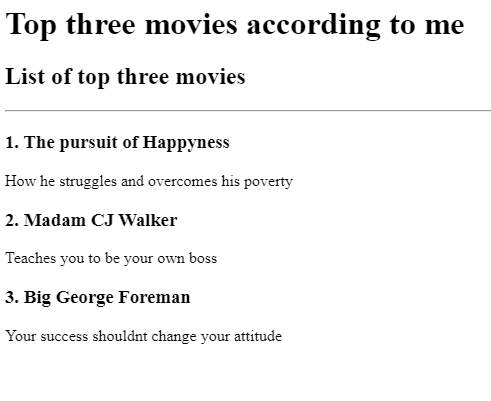 Top three movies according to me
List of top three movies
1. The pursuit of Happyness
How he struggles and overcomes his poverty
2. Madam CJ Walker
Teaches you to be your own boss
3. Big George Foreman
Your success shouldnt change your attitude